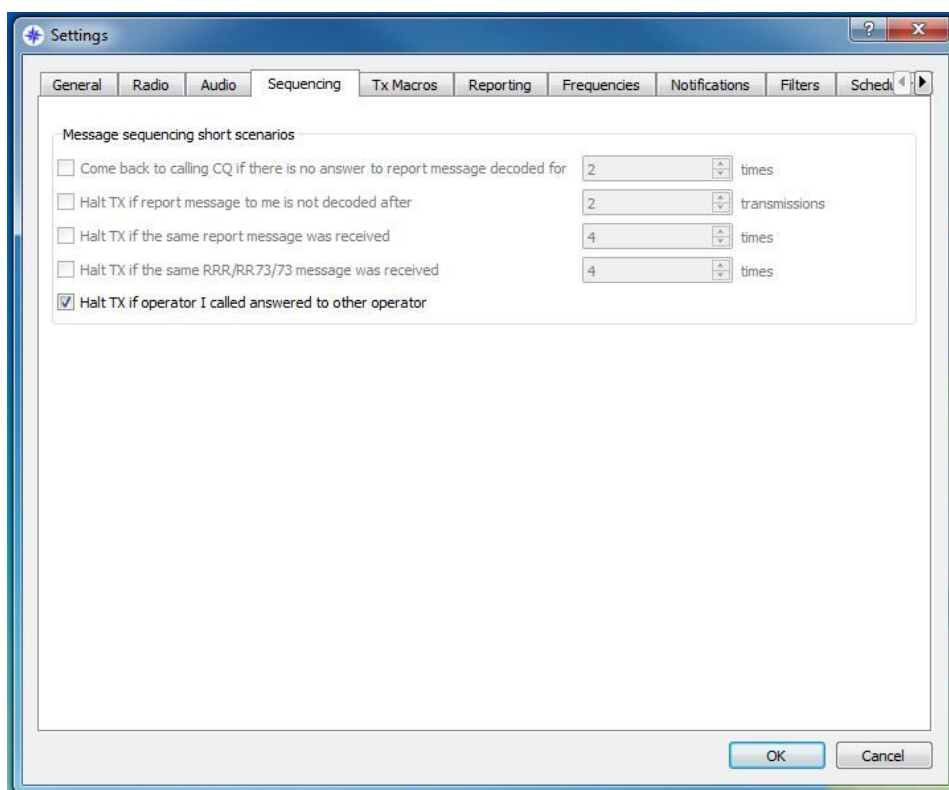 Settings
General Radio Audio Sequencing Tx Macros Reporting Frequencies Notifications Filters
Message sequencing short scenarios
Come back to calling CQ if there is no answer to report message decoded for 2 times
Halt TX if report message to me is not decoded after 2 transmissions
Halt TX if the same report message was received 4 times
Halt TX if the same RRR/RR73/73 message was received 4 times
Halt TX if operator I called answered to other operator
OK Cancel